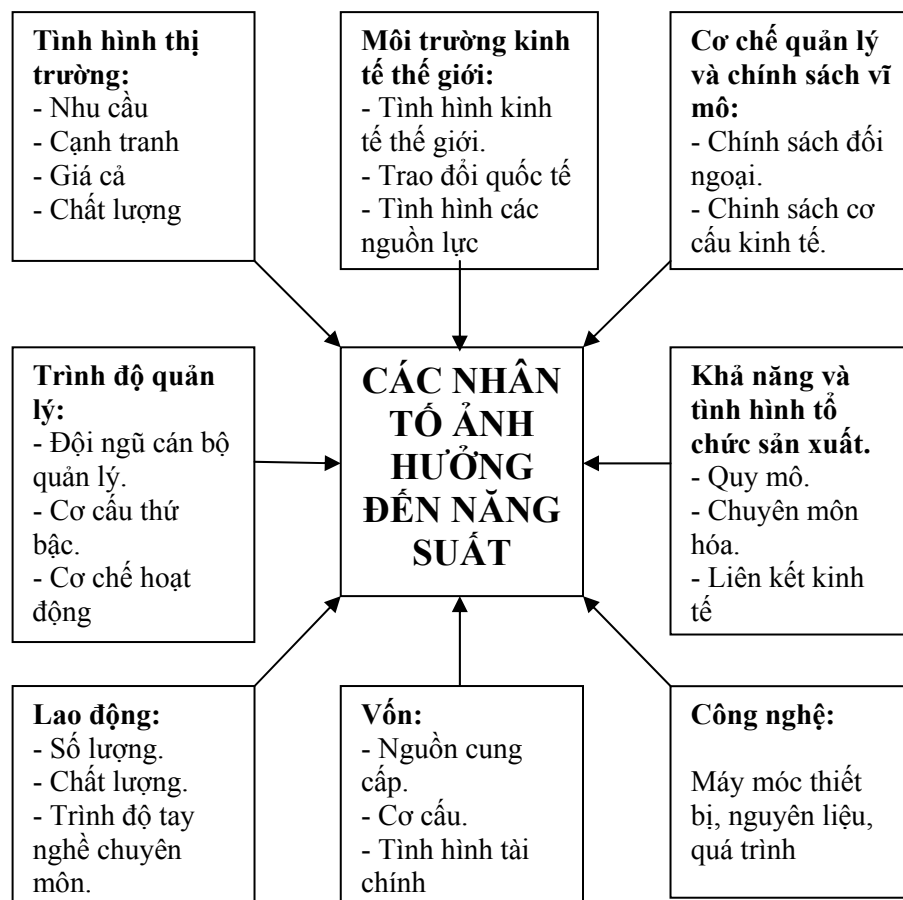 Tình hình thị
trường:
- Nhu cầu
- Cạnh tranh
- Giá cả
- Chất lượng
Môi trường kinh
tế thế giới:
- Tình hình kinh
tế thế giới.
- Trao đổi quốc tế
- Tình hình các
nguồn lực
Cơ chế quản lý
và chính sách vĩ
mô:
- Chính sách đối
ngoại.
- Chinh sách cơ
cấu kinh tế.
Trình độ quản
lý:
- Đội ngũ cán bộ
quản lý.
- Cơ cấu thứ
bậc.
- Cơ chế hoạt
động
CÁC NHÂN
TỐ ẢNH
HƯỞNG
ĐẾN NĂNG
SUẤT
Khả năng và
tình hình tổ
chức sản xuất.
- Quy mô.
- Chuyên môn
hóa.
- Liên kết kinh
tế
Lao động:
- Số lượng.
- Chất lượng.
- Trình độ tay
nghề chuyên
môn.
Vốn:
- Nguồn cung
cấp.
- Cơ cấu.
- Tình hình tài
chính
Công nghệ:
Máy móc thiết
bị, nguyên liệu,
quá trình